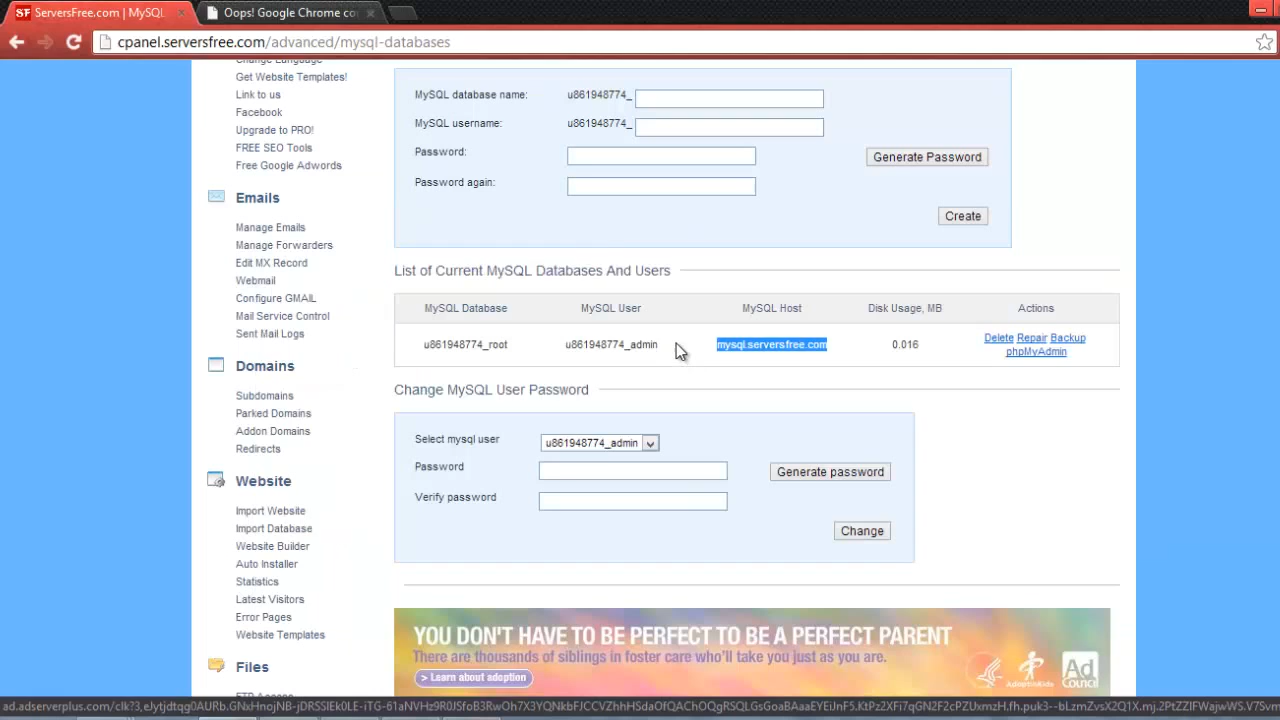 SF ServersFree.com | MySQL
Oops! Google Chrome co
cpanel.serversfree.com/advanced/mysql-databases
Change Language
Get Website Templates!
Link to us
Facebook
Upgrade to PRO!
FREE SEO Tools
Free Google Adwords
Emails
Manage Emails
Manage Forwarders
Edit MX Record
Webmail
Configure GMAIL
Mail Service Control
Sent Mail Logs
Domains
Subdomains
Parked Domains
Addon Domains
Redirects
Website
Import Website
Import Database
Website Builder
Auto Installer
Statistics
Latest Visitors
Error Pages
Website Templates
Files
MySQL database name: u861948774_
MySQL username: u861948774_
Password:
Generate Password
Password again:
Create
List of Current MySQL Databases And Users
MySQL Database MySQL User MySQL Host Disk Usage, MB Actions
u861948774_root u861948774_admin mysql.serversfree.com 0.016 Delete Repair Backup
phpMyAdmin
Change MySQL User Password
Select mysql user u861948774_admin
Password
Generate password
Verify password
Change
YOU DON'T HAVE TO BE PERFECT TO BE A PERFECT PARENT
There are thousands of siblings in foster care who'll take you just as you are.
> Learn about adoption
AdoptUSKids
Ad
Council